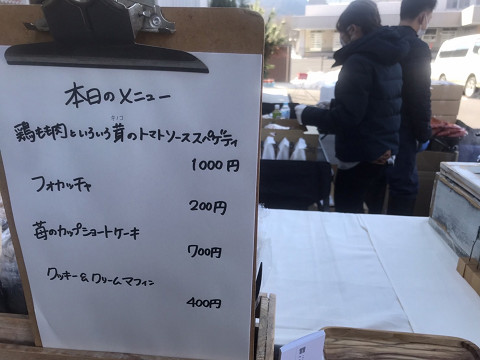 本日のメニュー
鶏もも肉といろいろ茸のトマトソーススパゲティ
キノコ
1000円
フォカッチャ
200円
苺のカップショートケーキ
700円
クッキー&クリームマフィン
400円